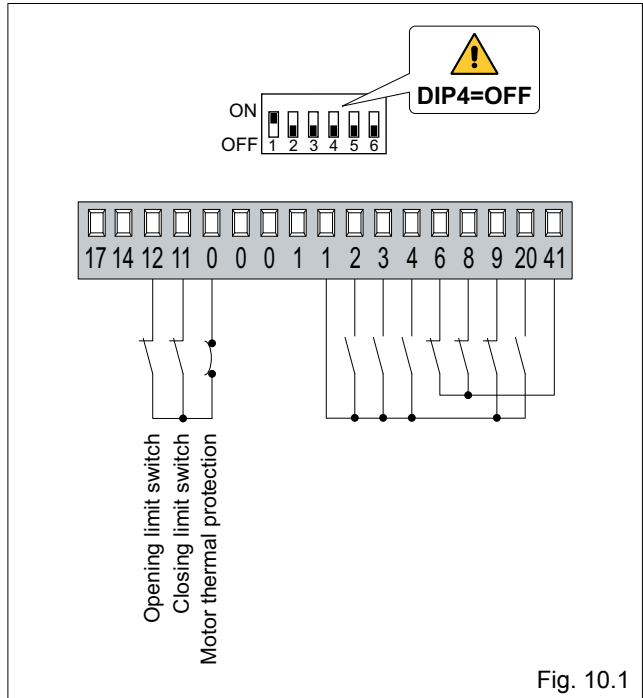 DIP4=OFF
ON
OFF
1 2 3 4 5 6
17 14 12 11 0 0 0 1 1 2 3 4 6 8 9 20 41
Opening limit switch
Closing limit switch
Motor thermal protection
Fig. 10.1